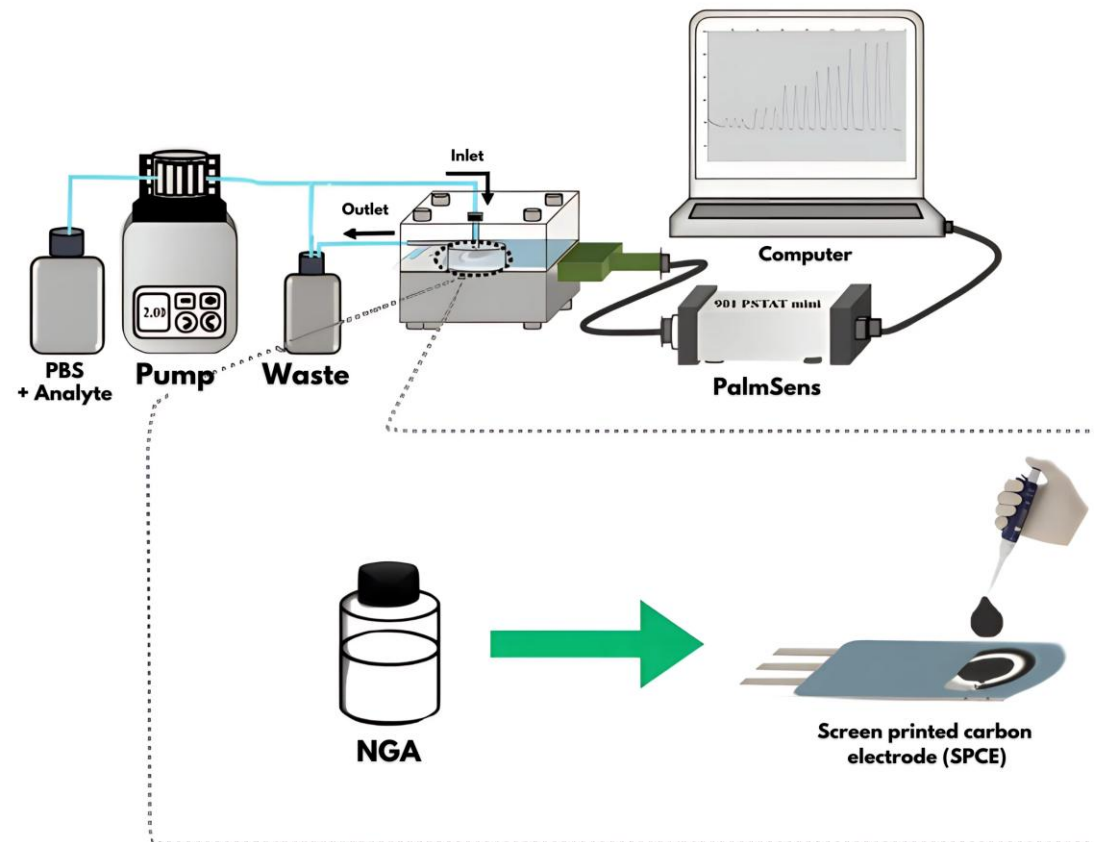 Inlet
Outlet
2.00
PBS
+ Analyte
Pump
Waste
Computer
901 PSTAT mini
PalmSens
NGA
Screen printed carbon
electrode (SPCE)